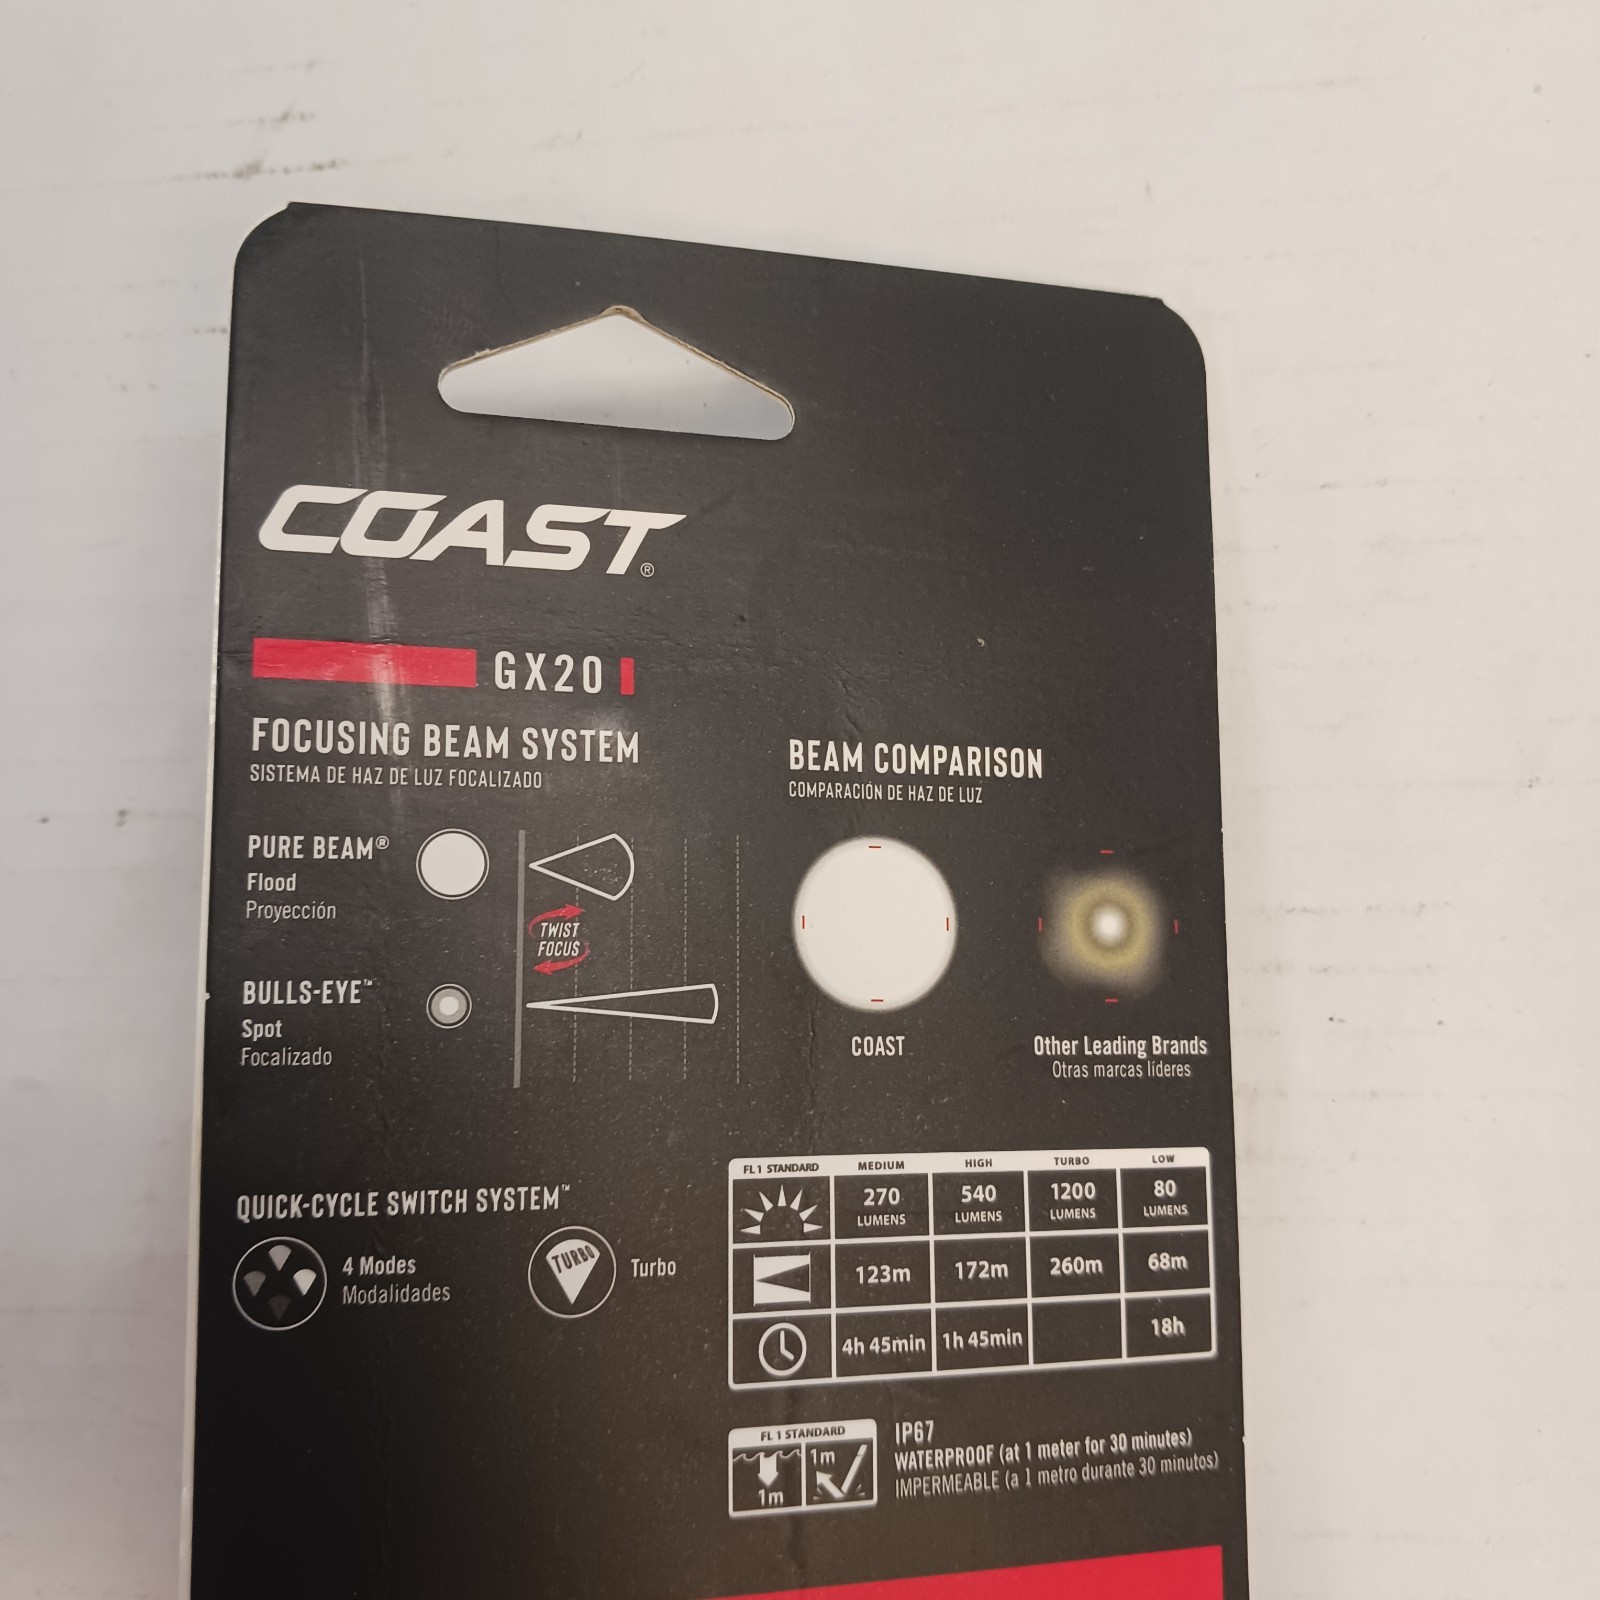 COAST®
GX20
FOCUSING BEAM SYSTEM
SISTEMA DE HAZ DE LUZ FOCALIZADO
PURE BEAM®
Flood
Proyección
TWIST
FOCUS
BULLS-EYE™
Spot
Focalizado
BEAM COMPARISON
COMPARACIÓN DE HAZ DE LUZ
COAST
Other Leading Brands
Otras marcas líderes
QUICK-CYCLE SWITCH SYSTEM™
4 Modes
Modalidades
TURBO
Turbo
FL 1 STANDARD MEDIUM HIGH TURBO LOW
270 540 1200 80
LUMENS LUMENS LUMENS LUMENS
123m 172m 260m 68m
4h 45min 1h 45min 18h
FL 1 STANDARD
1m
1m
IP67
WATERPROOF (at 1 meter for 30 minutes)
IMPERMEABLE (a 1 metro durante 30 minutos)